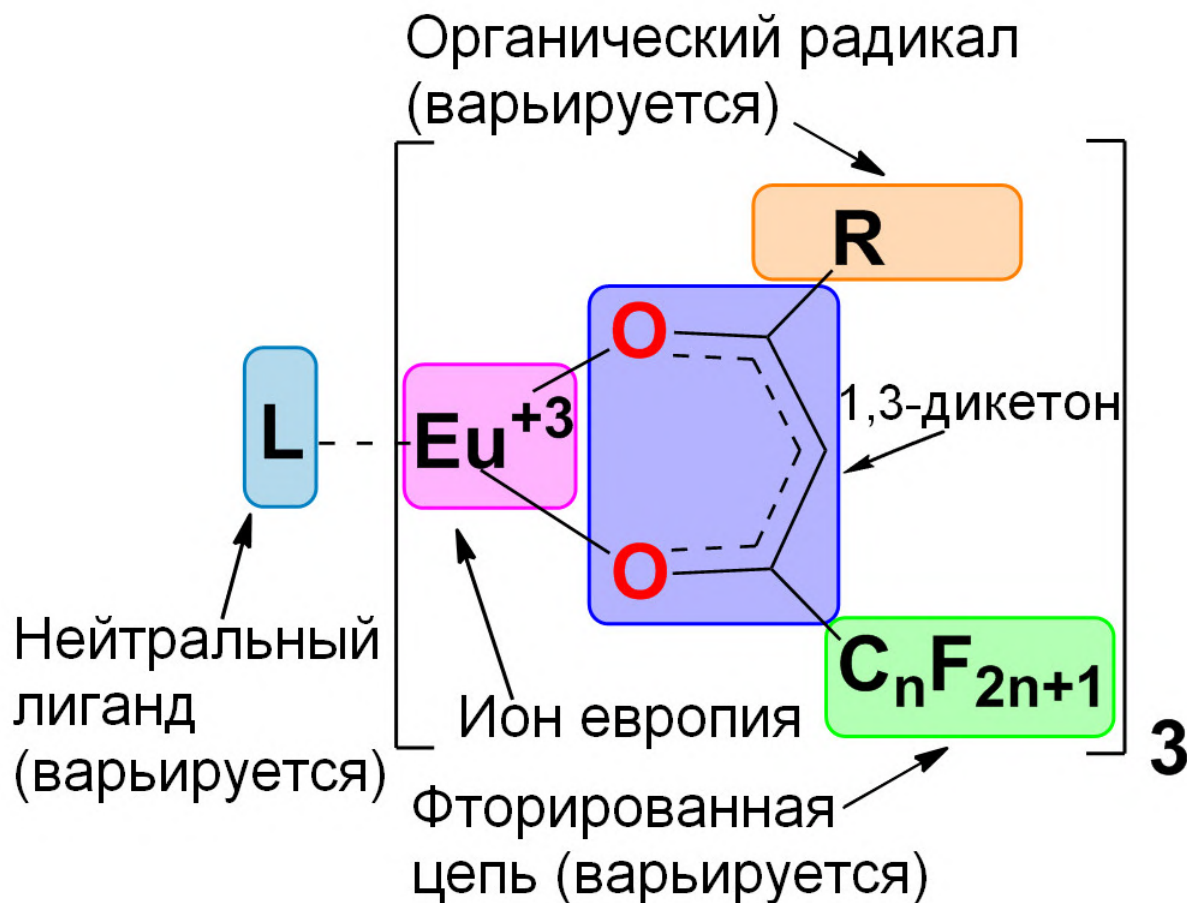 Органический радикал
(варьируется)
R
O
1,3-дикетон
L
Eu+3
O
CnF2n+1
Нейтральный
лиганд
(варьируется)
Ион европия
3
Фторированная
цепь (варьируется)